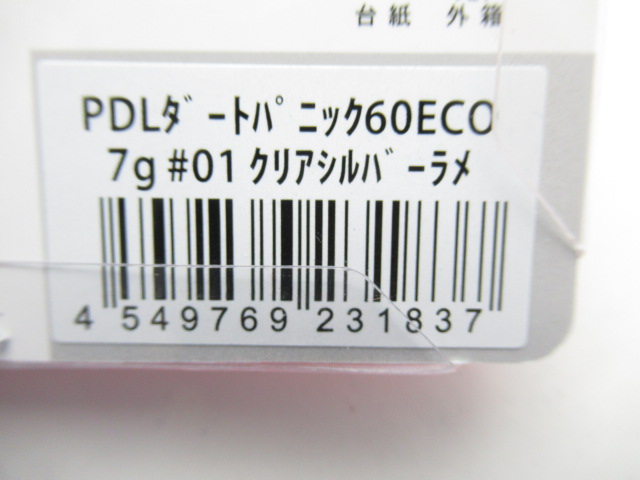 台紙 外箱
PDLﾀﾞｰﾄﾊﾟﾆｯｸ60ECO
7g #01 ｸﾘｱｼﾙﾊﾞｰﾗﾒ
4 549769 231837